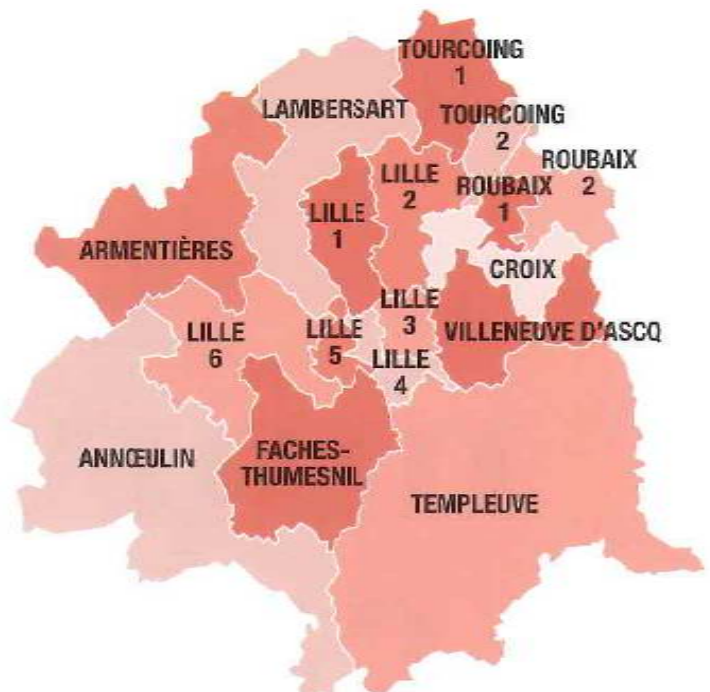 TOURCOING
1
LAMBERSART
TOURCOING
2
ROUBAIX
2
LILLE
2
ROUBAIX
1
LILLE
1
ARMENTIÈRES
CROIX
LILLE
3
VILLENEUVE D'ASCQ
LILLE
6
LILLE
5
LILLE
4
ANNŒULIN
FACHES-
THUMESNIL
TEMPLEUVE